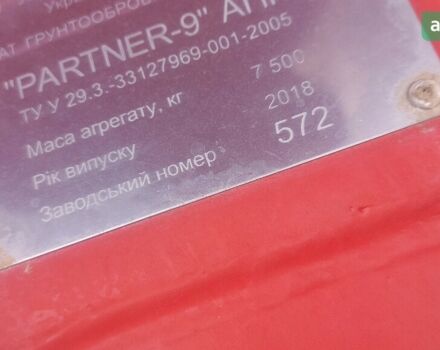 "PARTNER-9"
ТУ У 29.3.-33127969-001-2005
Маса агрегату, кг 7 500
Рік випуску 2018
Заводський номер 572